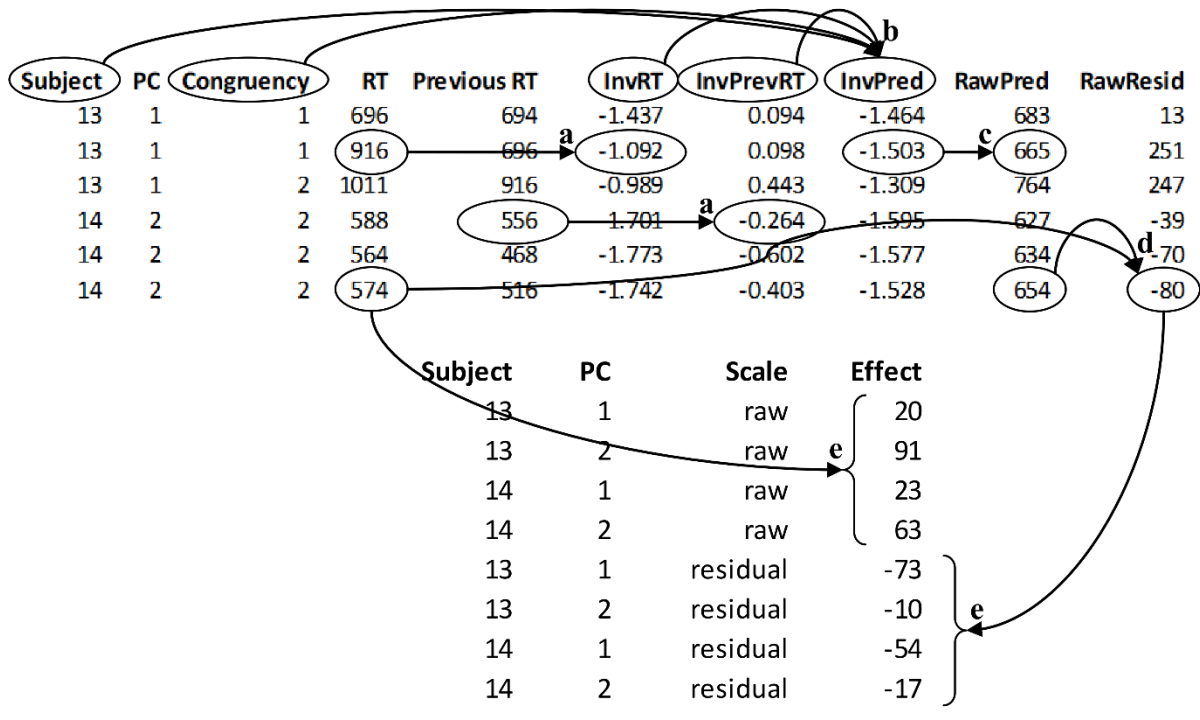 b
Subject PC Congruency RT Previous RT InvRT InvPrevRT InvPred RawPred RawResid
13 1 1 696 694 -1.437 0.094 -1.464 683 13
a c
13 1 1 916 696 -1.092 0.098 -1.503 665 251
13 1 2 1011 916 -0.989 0.443 -1.309 764 247
a
14 2 2 588 556 -1.701 -0.264 -1.595 627 -39
d
14 2 2 564 468 -1.773 -0.602 -1.577 634 -70
14 2 2 574 516 -1.742 -0.403 -1.528 654 -80
Subject PC Scale Effect
13 1 raw 20
13 2 raw e 91
14 1 raw 23
14 2 raw 63
13 1 residual -73
13 2 residual -10 e
14 1 residual -54
14 2 residual -17